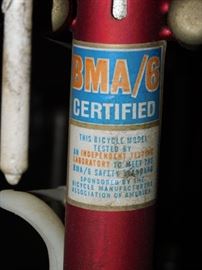 BMA/6
CERTIFIED
THIS BICYCLE MODEL
TESTED BY
AN INDEPENDENT TESTING
LABORATORY TO MEET THE
BMA/6 SAFETY STANDARD
SPONSORED BY THE
BICYCLE MANUFACTURERS
ASSOCIATION OF AMERICA